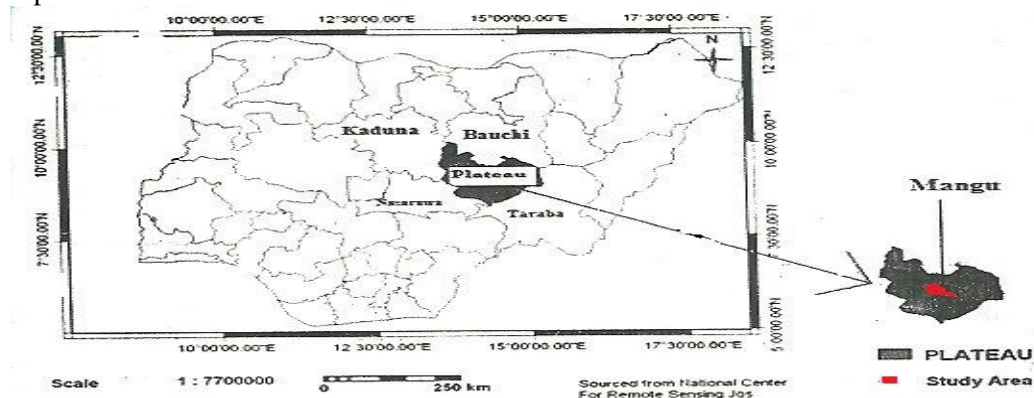 10°00'00.00"E 12°30'00.00"E 15°00'00.00"E 17°30'00.00"E
N
12°30'00.00"N
12°30'00.00"N
Kaduna
Bauchi
10°00'00.00"N
10°00'00.00"N
Plateau
Mangu
Nasarawa
Taraba
7°30'00.00"N
5°00'00.00"N
10°00'00.00"E 12°30'00.00"E 15°00'00.00"E 17°30'00.00"E
PLATEAU
Scale 1 : 7700000
0 250 km
Study Area
Sourced from National Center
For Remote Sensing Jos